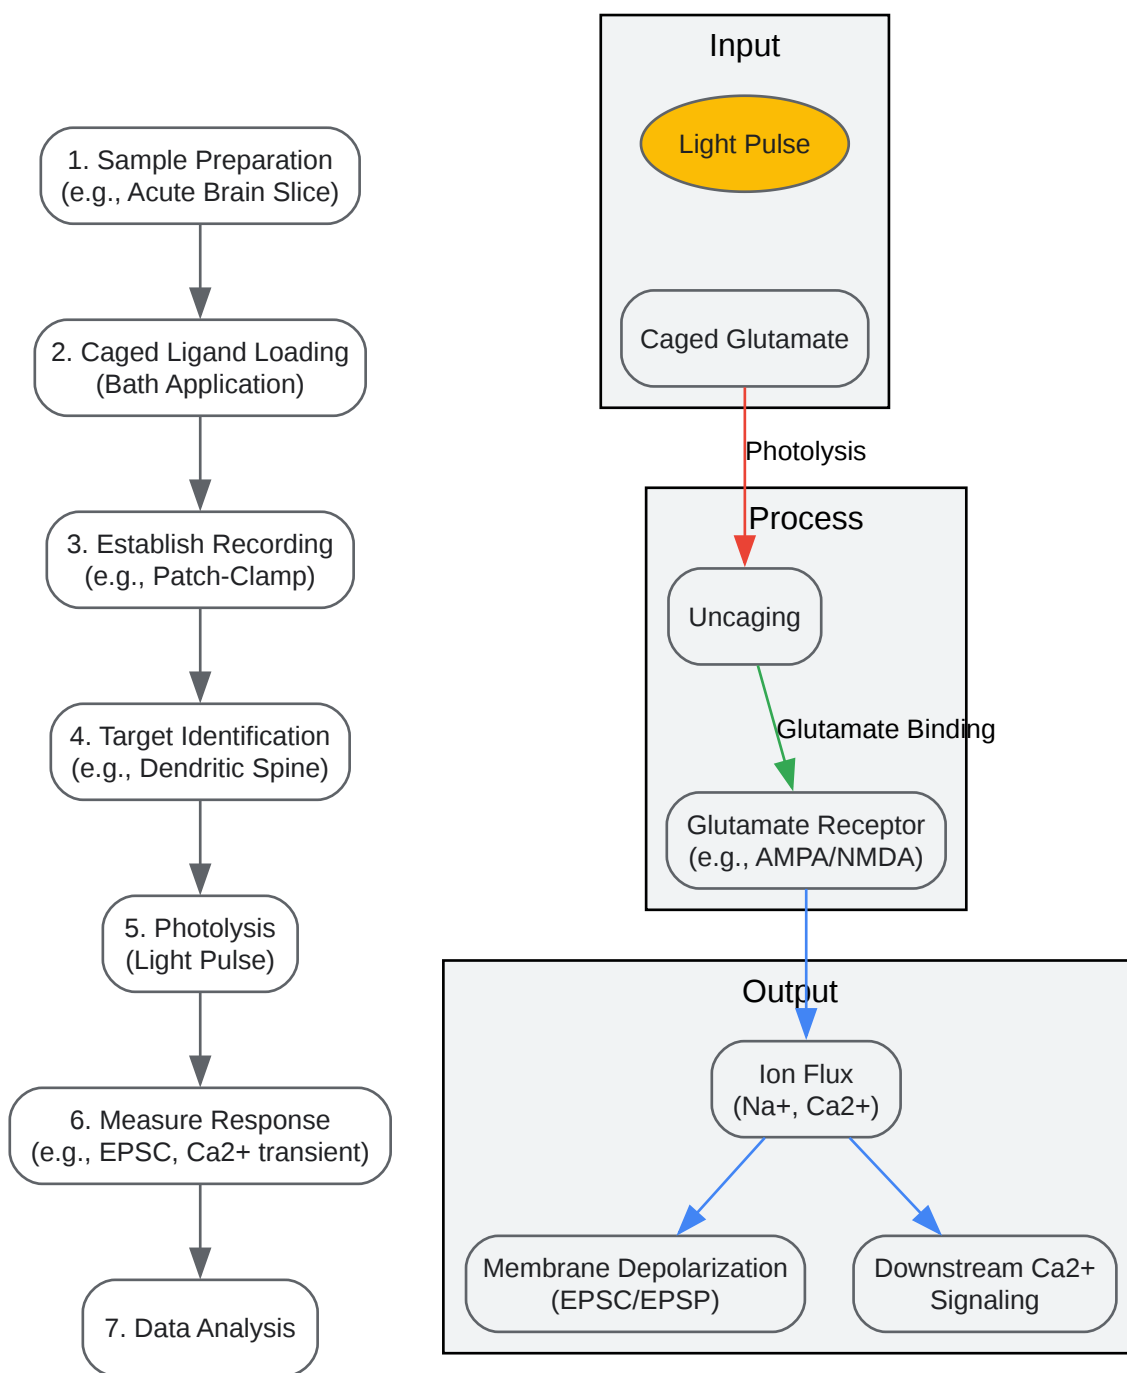 1. Sample Preparation
(e.g., Acute Brain Slice)
2. Caged Ligand Loading
(Bath Application)
3. Establish Recording
(e.g., Patch-Clamp)
4. Target Identification
(e.g., Dendritic Spine)
5. Photolysis
(Light Pulse)
6. Measure Response
(e.g., EPSC, Ca2+ transient)
7. Data Analysis
Input
Light Pulse
Caged Glutamate
Photolysis
Process
Uncaging
Glutamate Binding
Glutamate Receptor
(e.g., AMPA/NMDA)
Output
Ion Flux
(Na+, Ca2+)
Membrane Depolarization
(EPSC/EPSP)
Downstream Ca2+
Signaling